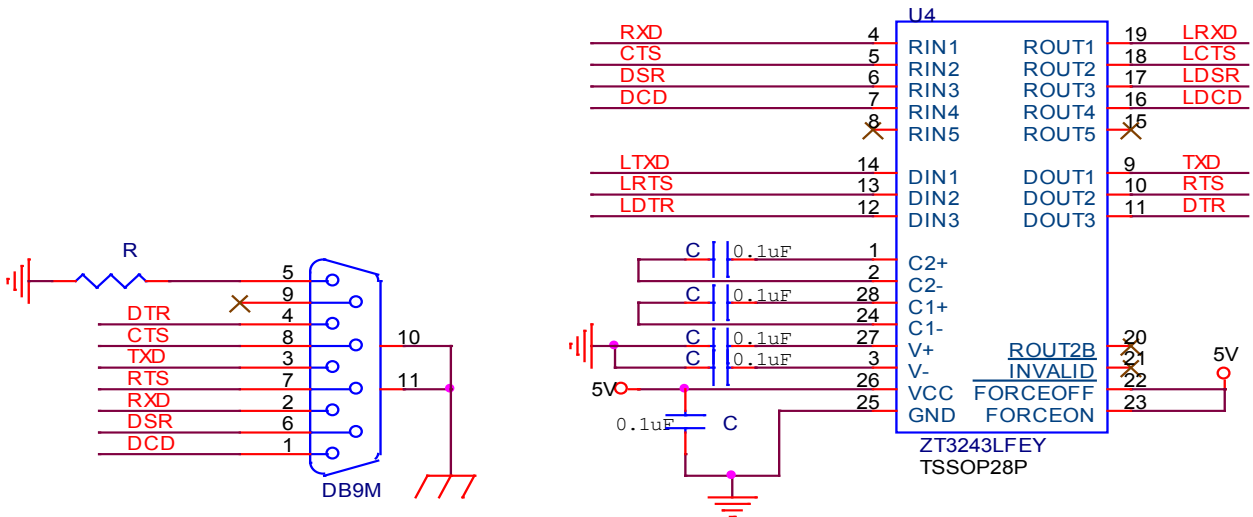 R
5
9
DTR 4
CTS 8
TXD 3
RTS 7
RXD 2
DSR 6
DCD 1
10
11
DB9M
U4
RXD 4 RIN1 ROUT1 19 LRXD
CTS 5 RIN2 ROUT2 18 LCTS
DSR 6 RIN3 ROUT3 17 LDSR
DCD 7 RIN4 ROUT4 16 LDCD
8 RIN5 ROUT5 15
LTXD 14 DIN1 DOUT1 9 TXD
LRTS 13 DIN2 DOUT2 10 RTS
LDTR 12 DIN3 DOUT3 11 DTR
C 0.1uF 1 C2+
2 C2-
C 0.1uF 28 C1+
24 C1-
C 0.1uF 27 V+ ROUT2B 20
C 0.1uF 3 V- INVALID 21
5V 26 VCC FORCEOFF 22 5V
25 GND FORCEON 23
0.1uF C
ZT3243LFEY
TSSOP28P